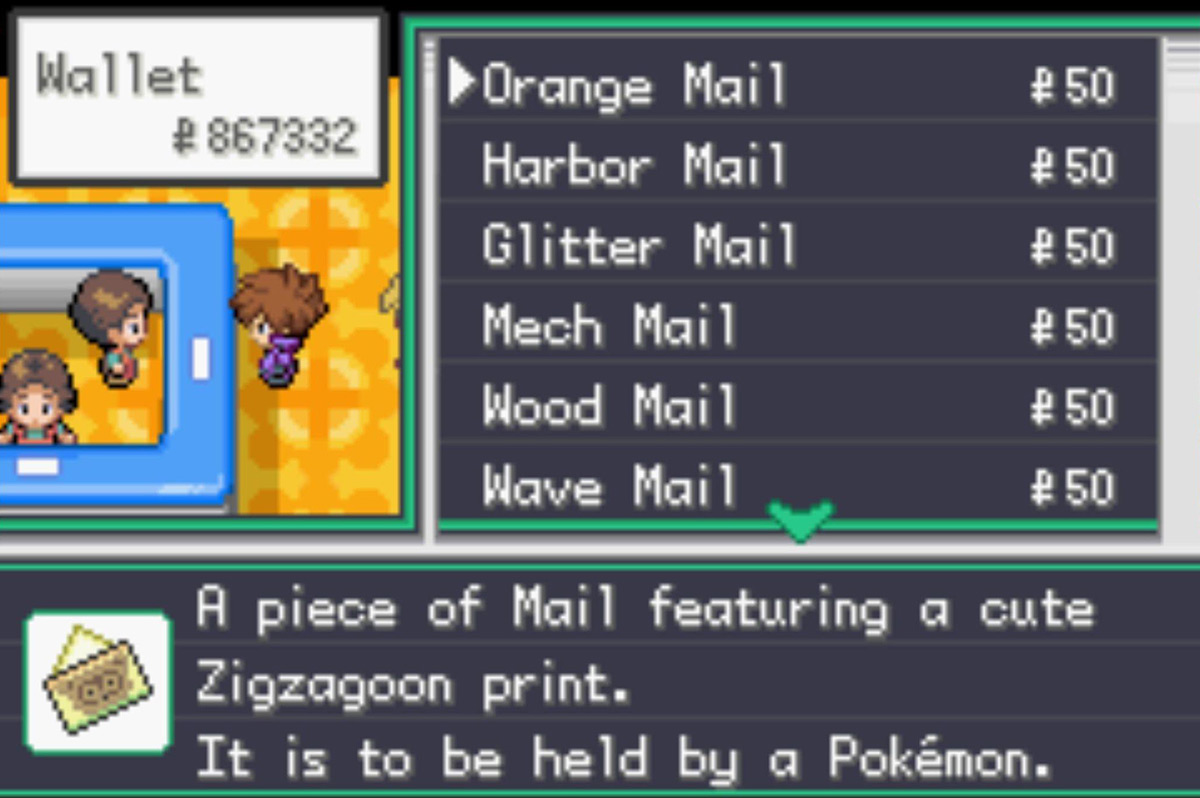 Wallet
₽867332
Orange Mail ₽50
Harbor Mail ₽50
Glitter Mail ₽50
Mech Mail ₽50
Wood Mail ₽50
Wave Mail ₽50
A piece of Mail featuring a cute
Zigzagoon print.
It is to be held by a Pokémon.